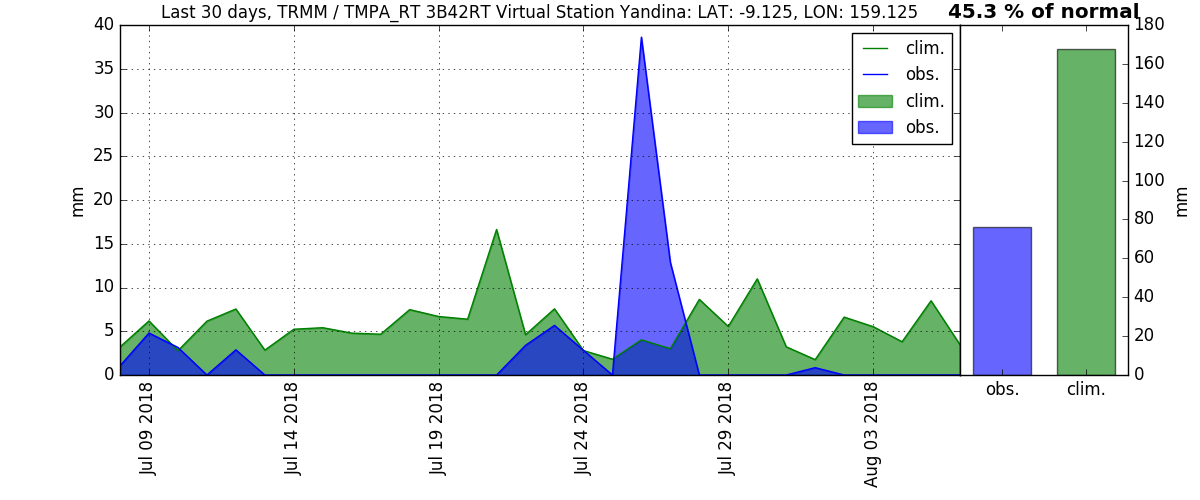 Last 30 days, TRMM / TMPA_RT 3B42RT Virtual Station Yandina: LAT: -9.125, LON: 159.125
45.3 % of normal
40
35
30
25
20
15
10
5
0
mm
clim.
obs.
clim.
obs.
Jul 09 2018
Jul 14 2018
Jul 19 2018
Jul 24 2018
Jul 29 2018
Aug 03 2018
180
160
140
120
100
80
60
40
20
0
mm
obs.
clim.